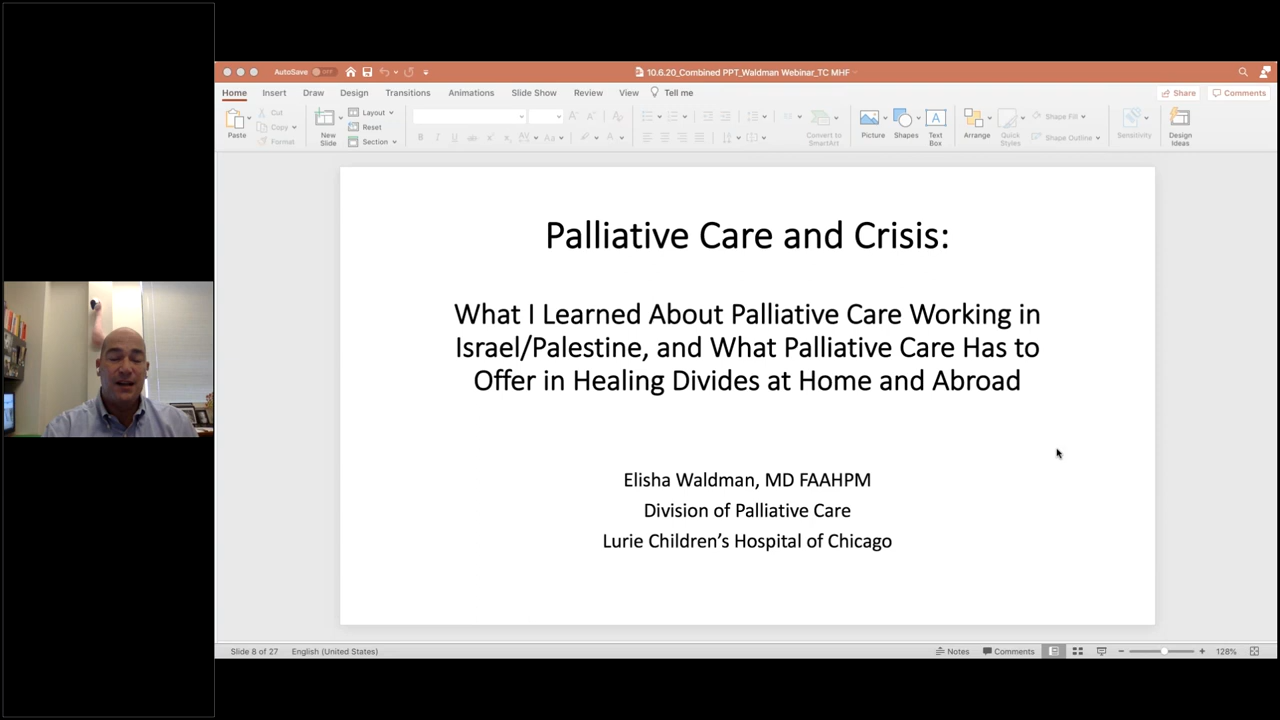 AutoSave OFF
10.6.20_Combined PPT_Waldman Webinar_TC MHF
Home Insert Draw Design Transitions Animations Slide Show Review View Tell me Share Comments
Paste
Cut
Copy
Format
New Slide
Layout
Reset
Section
Convert to SmartArt
Picture
Shapes
Text Box
Arrange
Quick Styles
Shape Fill
Shape Outline
Sensitivity
Design Ideas
Palliative Care and Crisis:
What I Learned About Palliative Care Working in
Israel/Palestine, and What Palliative Care Has to
Offer in Healing Divides at Home and Abroad
Elisha Waldman, MD FAAHPM
Division of Palliative Care
Lurie Children’s Hospital of Chicago
Slide 8 of 27 English (United States) Notes Comments 128%